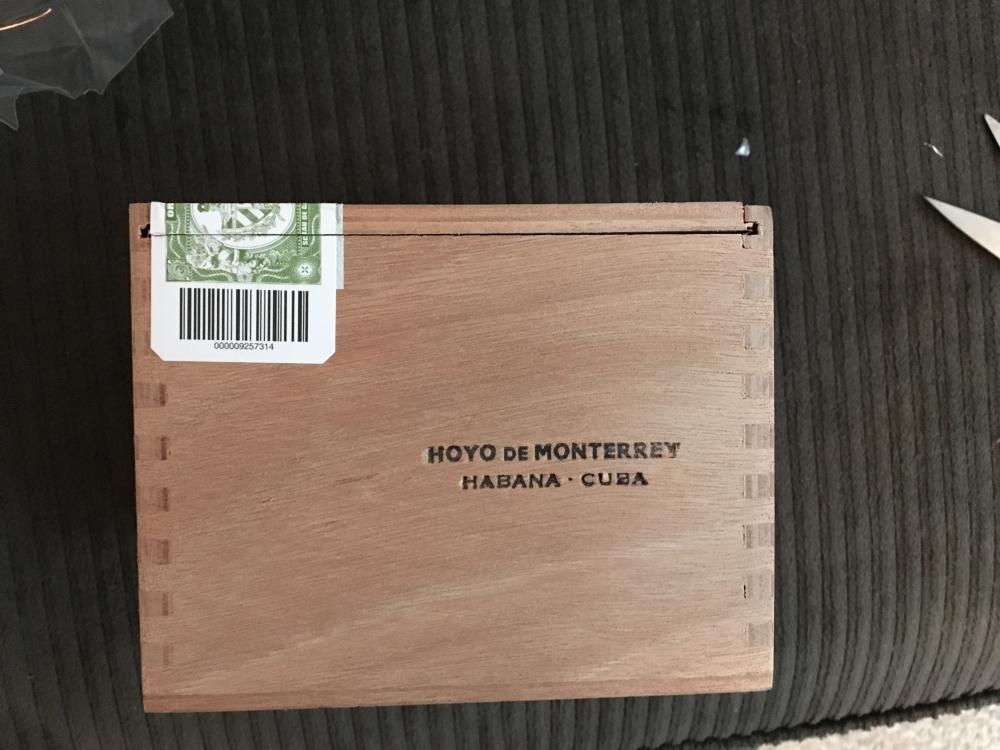 000009257314
HOYO DE MONTERREY
HABANA · CUBA